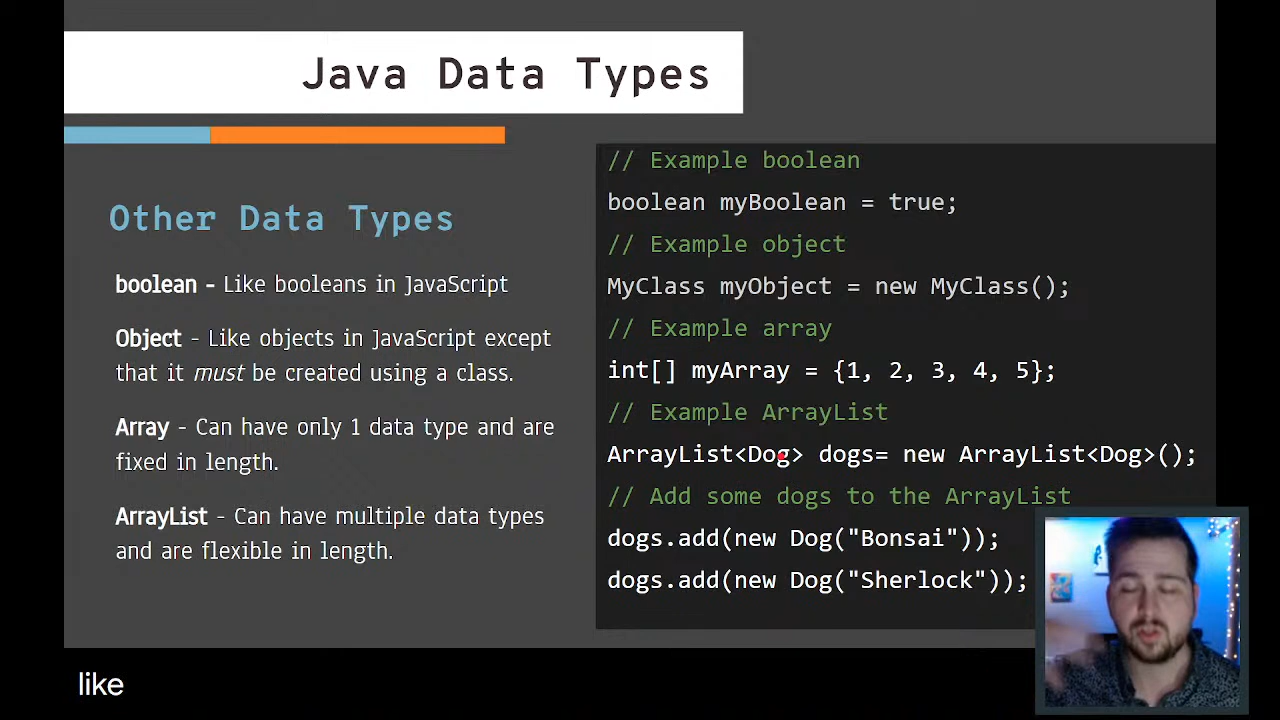 Java Data Types
Other Data Types
boolean - Like booleans in JavaScript
Object - Like objects in JavaScript except
that it must be created using a class.
Array - Can have only 1 data type and are
fixed in length.
ArrayList - Can have multiple data types
and are flexible in length.
// Example boolean
boolean myBoolean = true;
// Example object
MyClass myObject = new MyClass();
// Example array
int[] myArray = {1, 2, 3, 4, 5};
// Example ArrayList
ArrayList<Dog> dogs= new ArrayList<Dog>();
// Add some dogs to the ArrayList
dogs.add(new Dog("Bonsai"));
dogs.add(new Dog("Sherlock"));
like